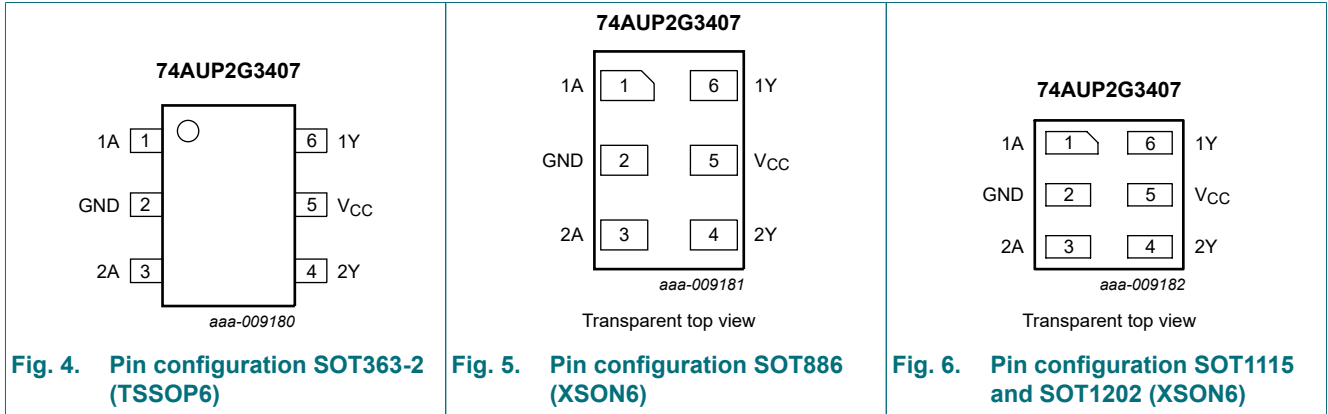 74AUP2G3407
1A 1 6 1Y
GND 2 5 VCC
2A 3 4 2Y
aaa-009180
Fig. 4. Pin configuration SOT363-2
(TSSOP6)
74AUP2G3407
1A 1 6 1Y
GND 2 5 VCC
2A 3 4 2Y
aaa-009181
Transparent top view
Fig. 5. Pin configuration SOT886
(XSON6)
74AUP2G3407
1A 1 6 1Y
GND 2 5 VCC
2A 3 4 2Y
aaa-009182
Transparent top view
Fig. 6. Pin configuration SOT1115
and SOT1202 (XSON6)